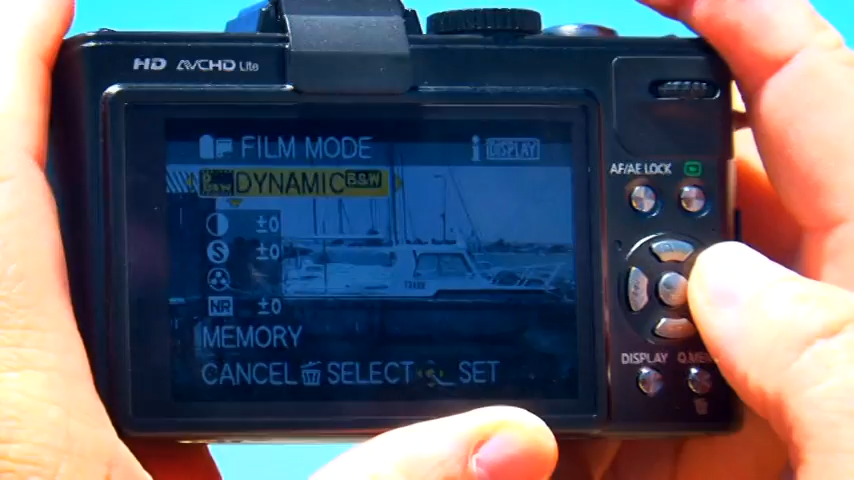 HD AVCHD Lite
FILM MODE
i DISPLAY
DYNAMIC B&W
±0
S ±0
NR ±0
MEMORY
CANCEL SELECT SET
AF/AE LOCK
DISPLAY